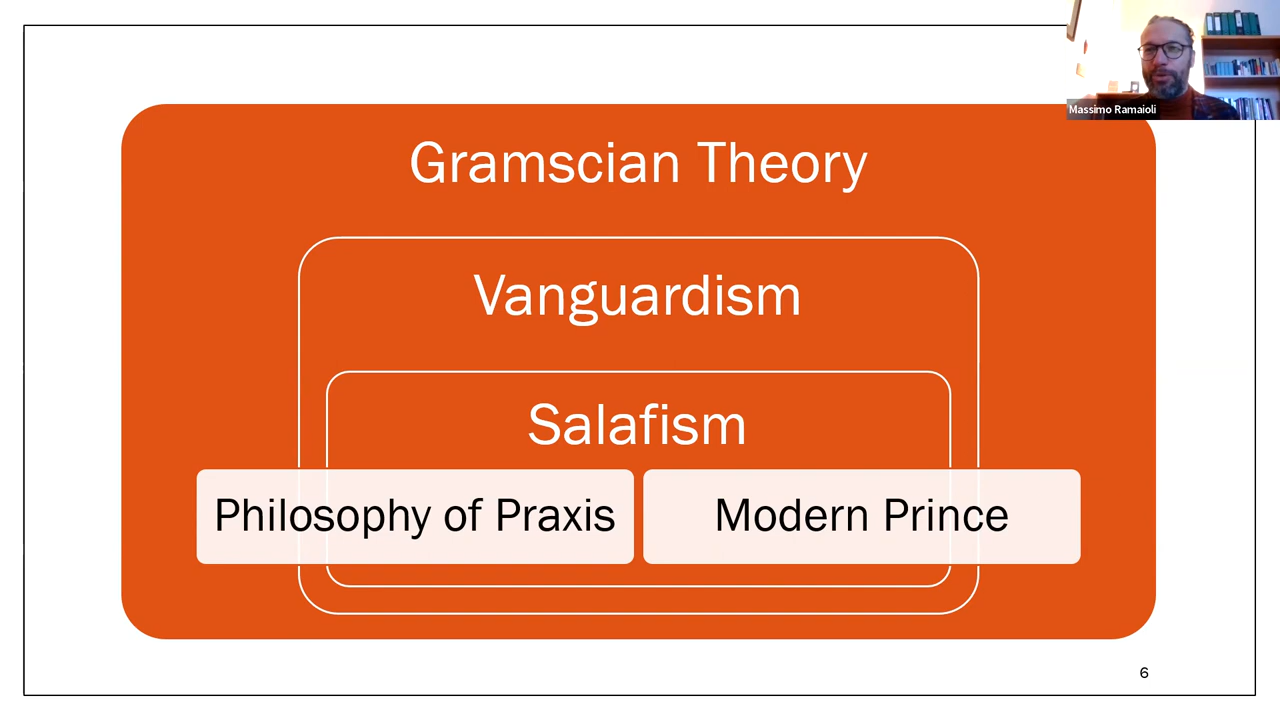 Massimo Ramaioli
Gramscian Theory
Vanguardism
Salafism
Philosophy of Praxis
Modern Prince
6